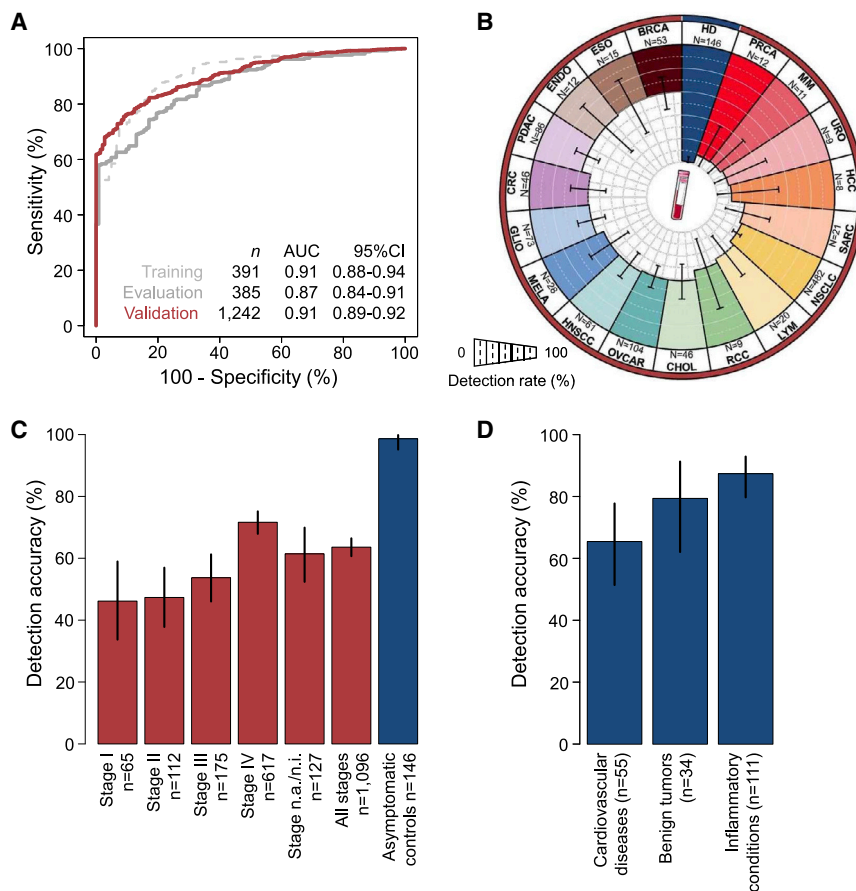 A
100
80
60
40
20
0
Sensitivity (%)
n AUC 95%CI
Training 391 0.91 0.88-0.94
Evaluation 385 0.87 0.84-0.91
Validation 1,242 0.91 0.89-0.92
0 20 40 60 80 100
100 - Specificity (%)
B
HD
N=146
PRCA
N=12
MM
N=11
URO
N=9
HCC
N=8
SARC
N=21
NSCLC
N=482
LYM
N=20
RCC
N=9
CHOL
N=46
OVCAR
N=104
HNSCC
N=61
MELA
N=28
GLIO
N=73
CRC
N=46
PDAC
N=86
ENDO
N=12
ESO
N=15
BRCA
N=53
0 100
Detection rate (%)
C
100
80
60
40
20
0
Detection accuracy (%)
Stage I
n=65
Stage II
n=112
Stage III
n=175
Stage IV
n=617
Stage n.a./n.i.
n=127
All stages
n=1,096
Asymptomatic
controls n=146
D
100
80
60
40
20
0
Detection accuracy (%)
Cardiovascular
diseases (n=55)
Benign tumors
(n=34)
Inflammatory
conditions (n=111)